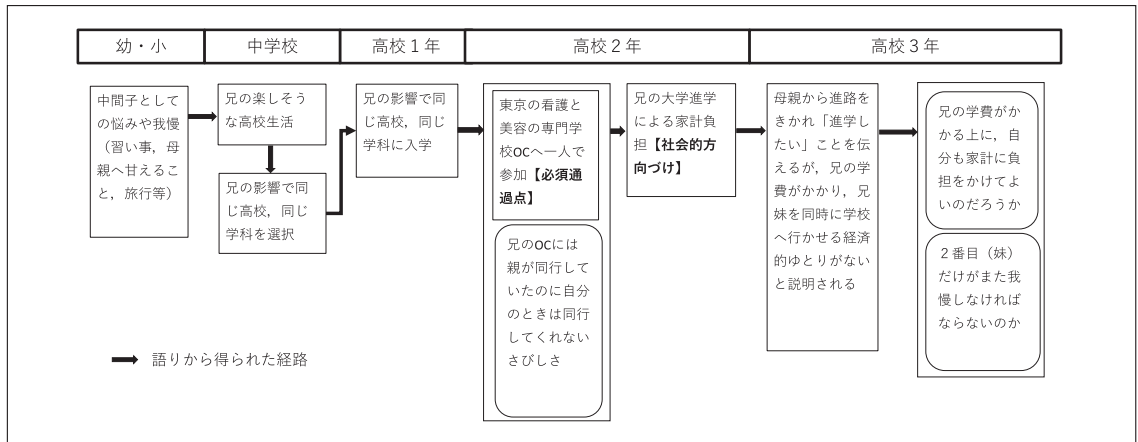 幼・小
中学校
高校１年
高校２年
高校３年
中間子として
の悩みや我慢
（習い事，母
親へ甘えるこ
と，旅行等）
兄の楽しそう
な高校生活
兄の影響で同
じ高校，同じ
学科を選択
兄の影響で同
じ高校，同じ
学科に入学
東京の看護と
美容の専門学
校OCへ一人で
参加【必須通
過点】
兄のOCには
親が同行して
いたのに自分
のときは同行
してくれない
さびしさ
兄の大学進学
による家計負
担【社会的方
向づけ】
母親から進路を
きかれ「進学し
たい」ことを伝
えるが，兄の学
費がかかり，兄
妹を同時に学校
へ行かせる経済
的ゆとりがない
と説明される
兄の学費がか
かる上に，自
分も家計に負
担をかけてよ
いのだろうか
２番目（妹）
だけがまた我
慢しなければ
ならないのか
語りから得られた経路